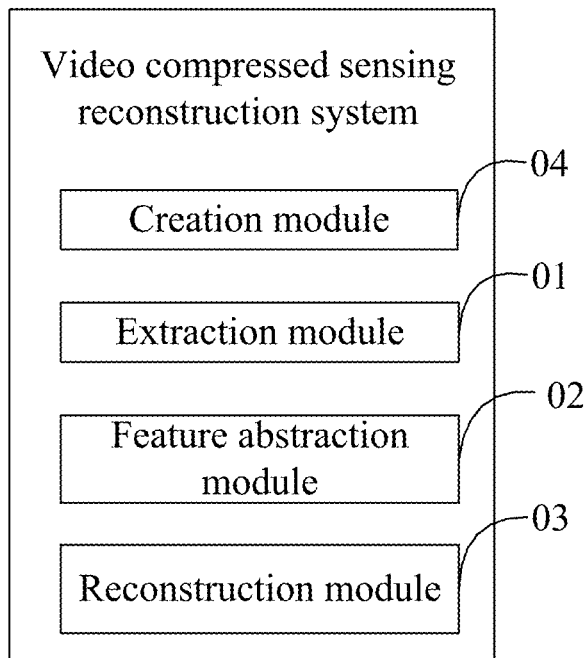 Video compressed sensing
reconstruction system
04
Creation module
01
Extraction module
02
Feature abstraction
module
03
Reconstruction module